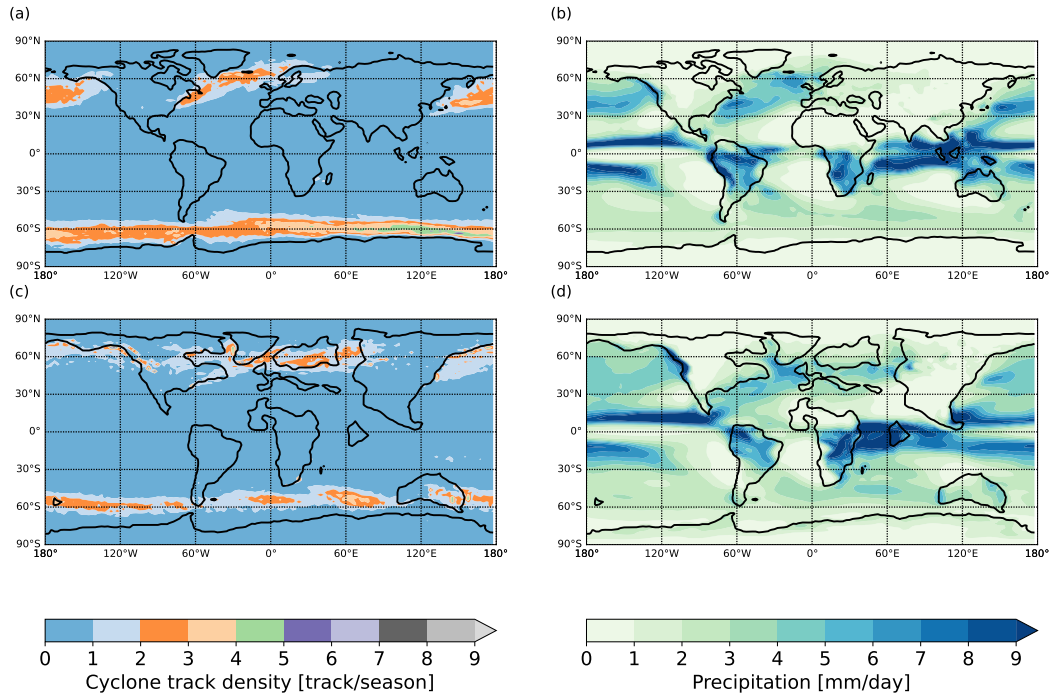 (a)
(b)
90°N
60°N
30°N
0°
30°S
60°S
90°S
180° 120°W 60°W 0° 60°E 120°E 180°
90°N
60°N
30°N
0°
30°S
60°S
90°S
180° 120°W 60°W 0° 60°E 120°E 180°
(c)
(d)
90°N
60°N
30°N
0°
30°S
60°S
90°S
180° 120°W 60°W 0° 60°E 120°E 180°
90°N
60°N
30°N
0°
30°S
60°S
90°S
180° 120°W 60°W 0° 60°E 120°E 180°
0 1 2 3 4 5 6 7 8 9
Cyclone track density [track/season]
0 1 2 3 4 5 6 7 8 9
Precipitation [mm/day]